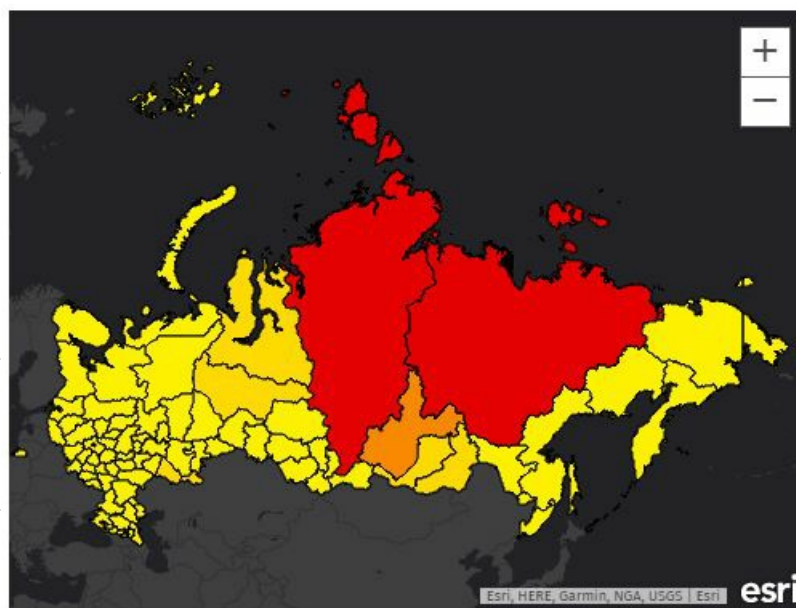 +
−
Esri, HERE, Garmin, NGA, USGS | Esri
esri